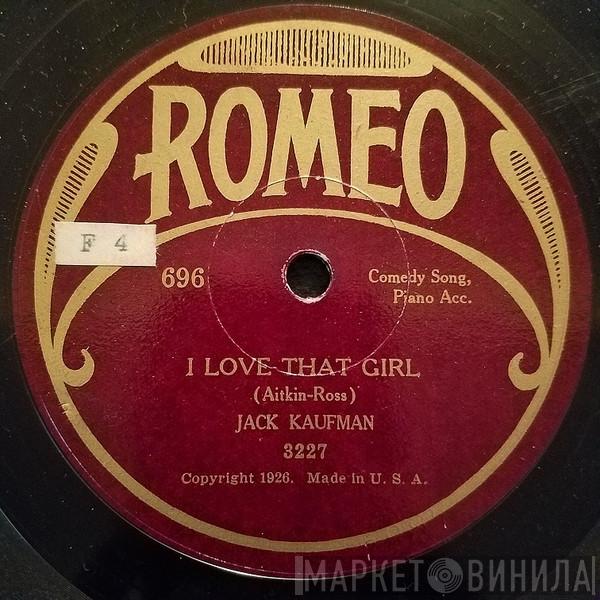 ROMEO
F 4
696
Comedy Song,
Piano Acc.
I LOVE THAT GIRL
(Aitkin-Ross)
JACK KAUFMAN
3227
Copyright 1926. Made in U. S. A.
МАРКЕТ ВИНИЛА